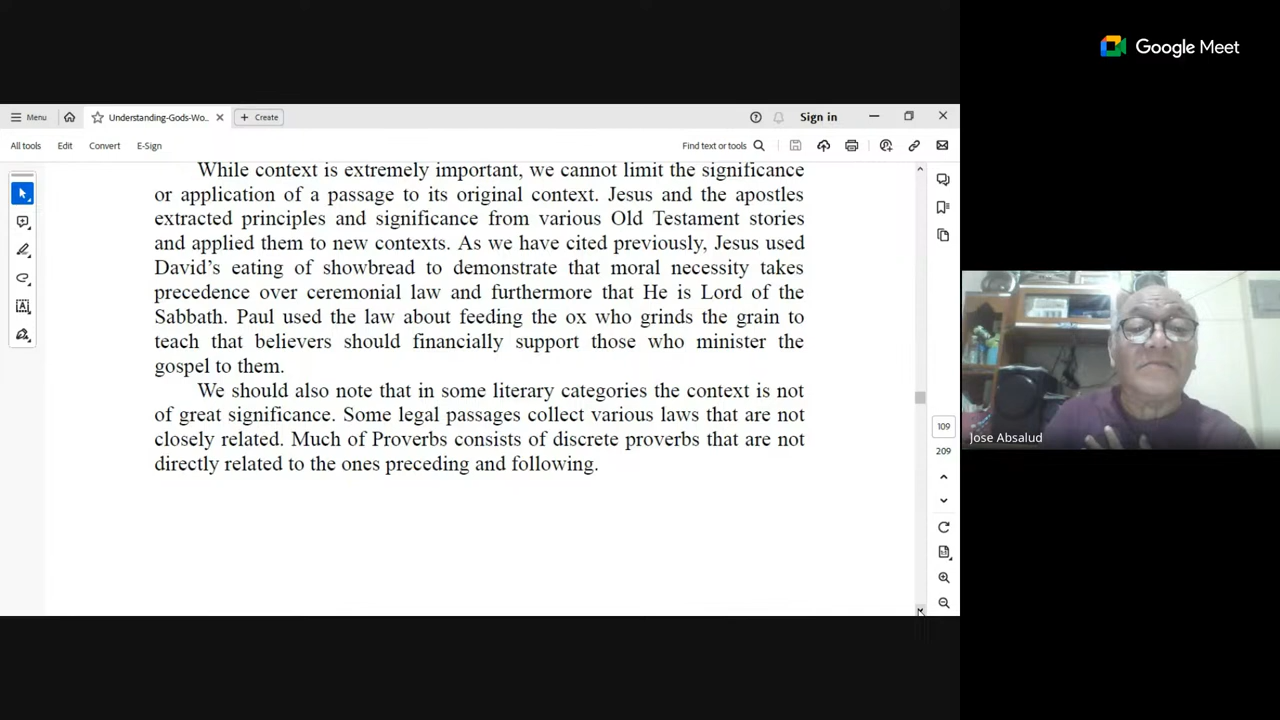 Google Meet
Menu
Understanding-Gods-Wo...
Create
Sign in
All tools
Edit
Convert
E-Sign
Find text or tools
While context is extremely important, we cannot limit the significance
or application of a passage to its original context. Jesus and the apostles
extracted principles and significance from various Old Testament stories
and applied them to new contexts. As we have cited previously, Jesus used
David’s eating of showbread to demonstrate that moral necessity takes
precedence over ceremonial law and furthermore that He is Lord of the
Sabbath. Paul used the law about feeding the ox who grinds the grain to
teach that believers should financially support those who minister the
gospel to them.
We should also note that in some literary categories the context is not
of great significance. Some legal passages collect various laws that are not
closely related. Much of Proverbs consists of discrete proverbs that are not
directly related to the ones preceding and following.
109
209
Jose Absalud